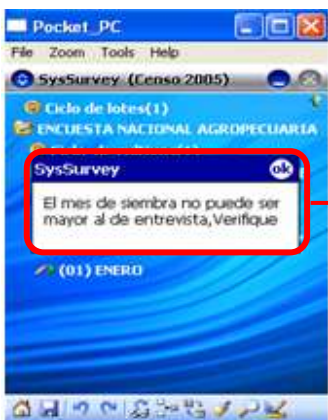 Pocket_PC
File Zoom Tools Help
SysSurvey (Censo 2005)
Ciclo de lotes(1)
ENCUESTA NACIONAL AGROPECUARIA
SysSurvey ok
El mes de siembra no puede ser
mayor al de entrevista,Verifique
(01) ENERO